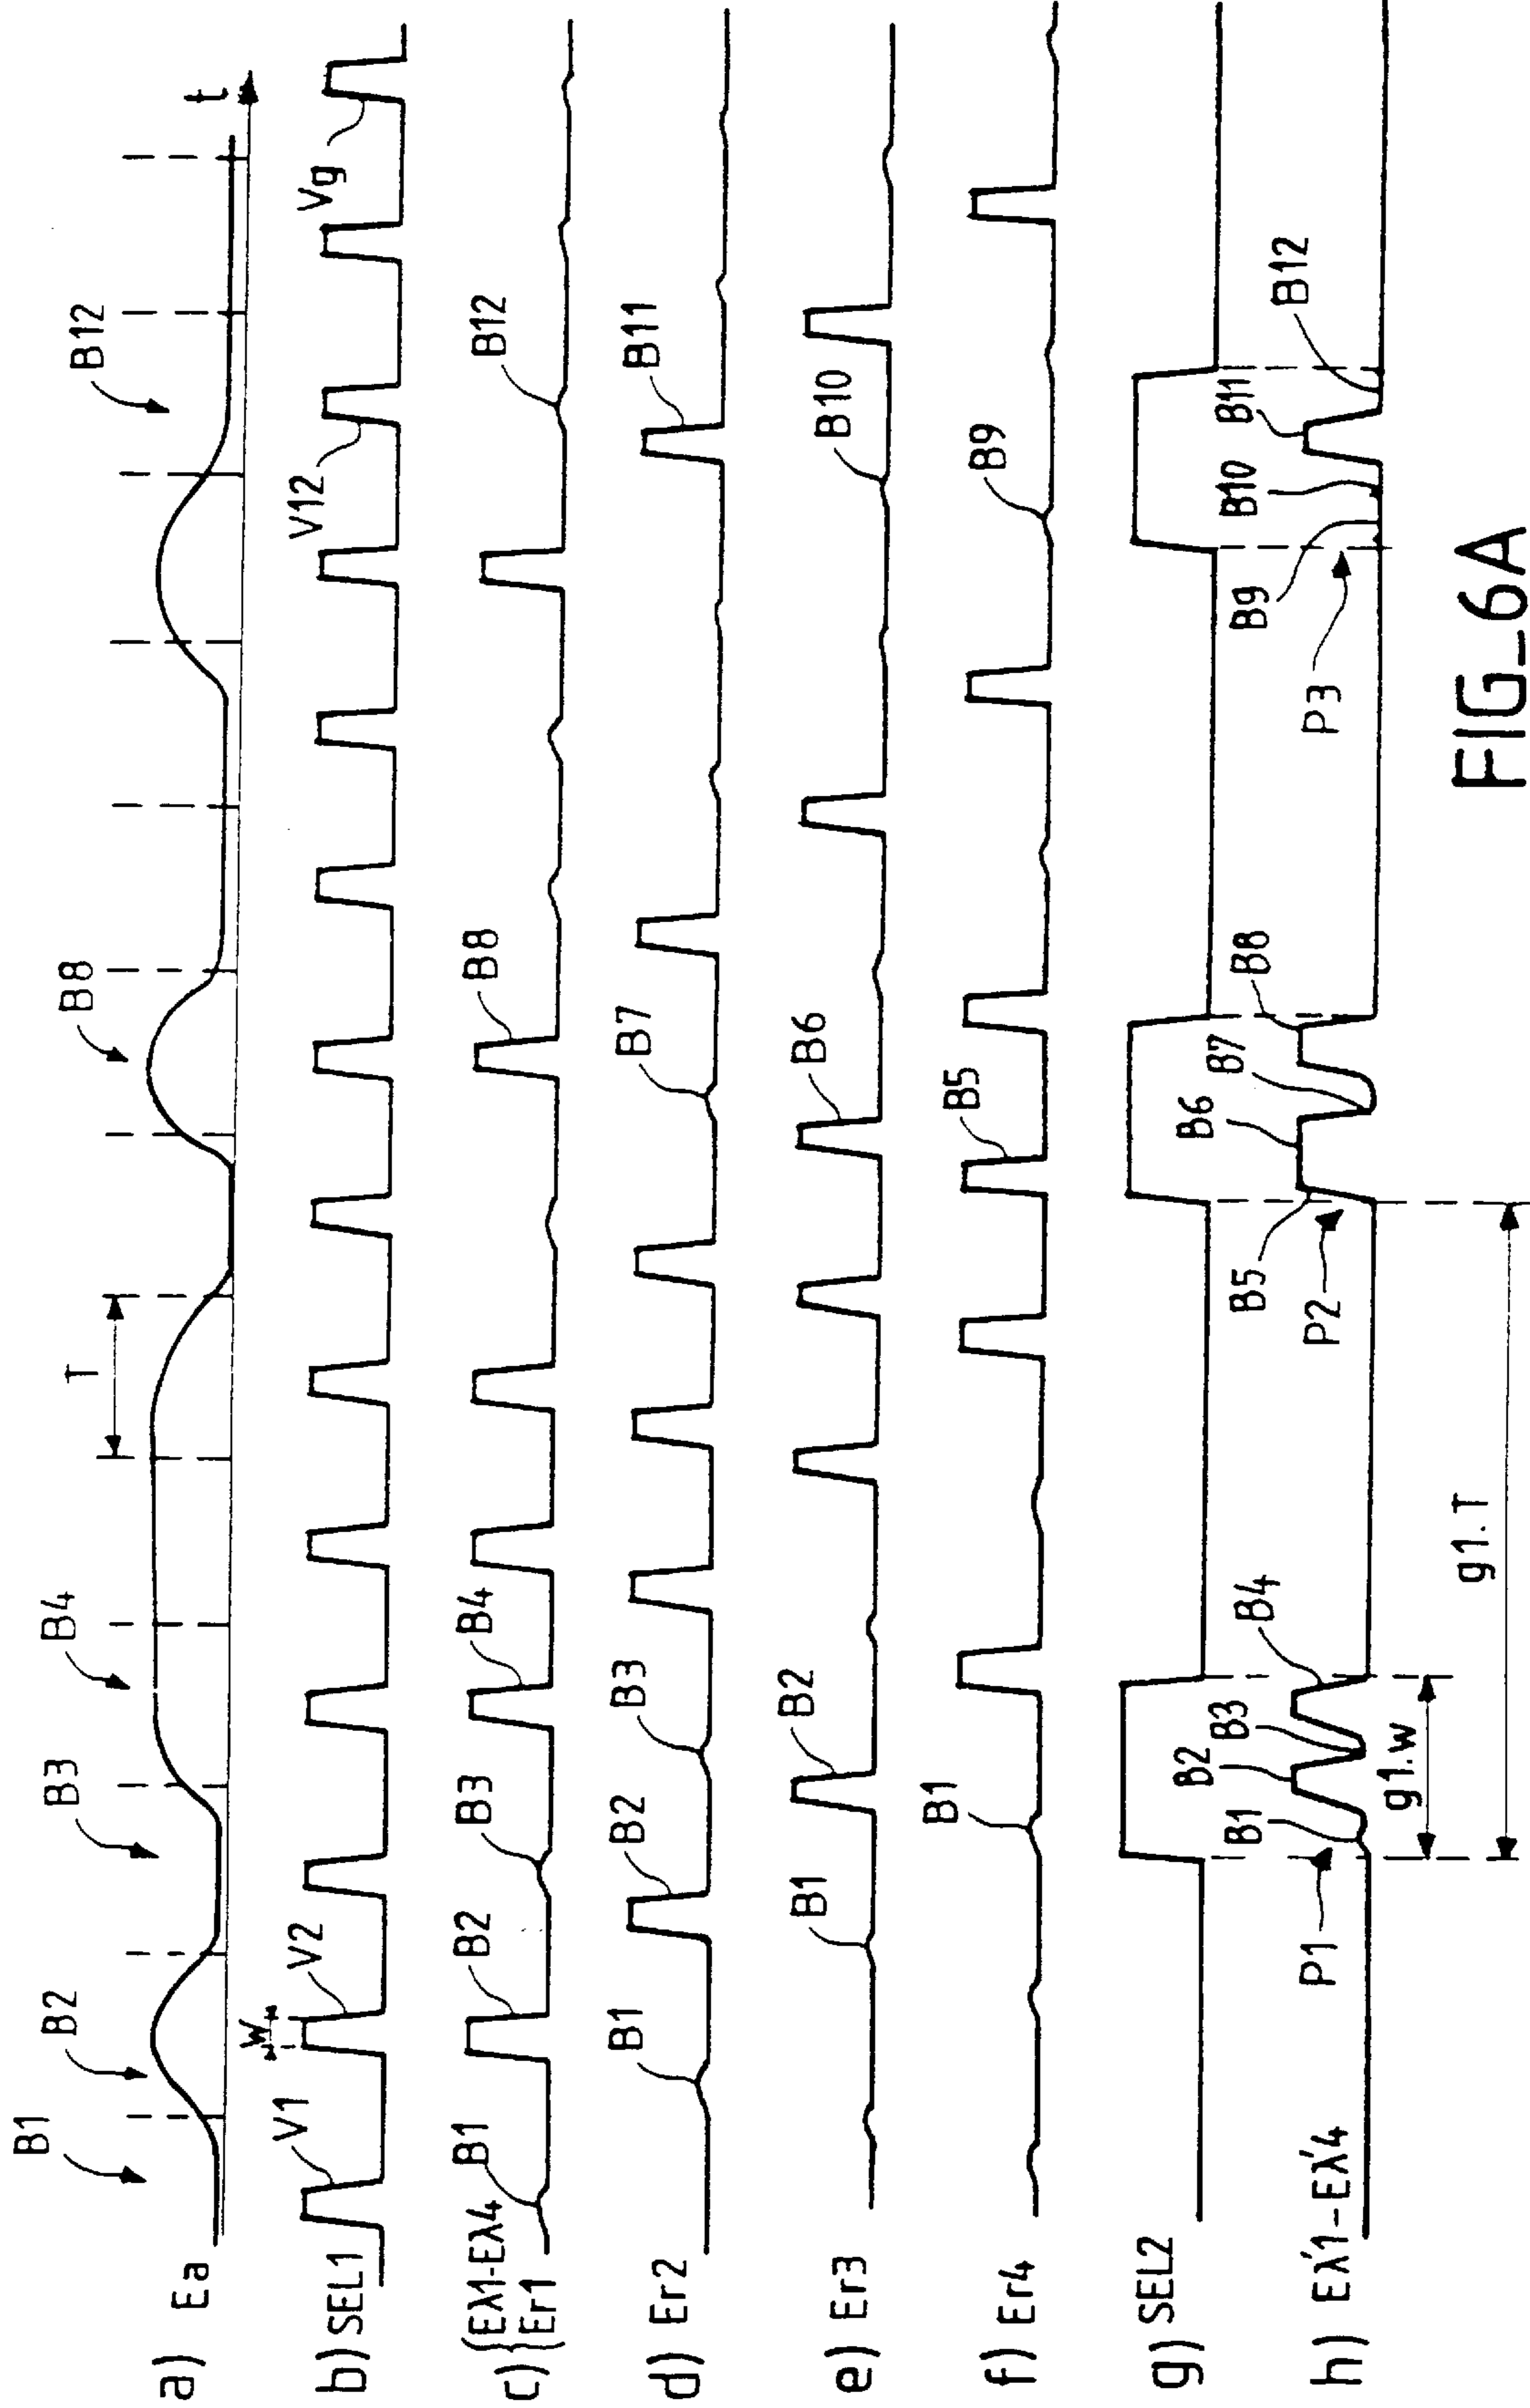 B1 B2 B3 B4 T B8 B12
a) Ea t
W
V1 V2 V12 Vg
b) SEL1
B1 B2 B3 B4 B8 B12
c) {Eλ1-Eλ4
{Er1
B1 B2 B3 B7 B11
d) Er2
B1 B2 B6 B10
e) Er3
B1 B5 B9
f) Er4
g) SEL2
B1 B2 B3 B4 B5 B6 B7 B8 B9 B10 B11 B12
h) Eλ'1-Eλ'4
P1 P2 P3
g1.w
g1.T
FIG_6A